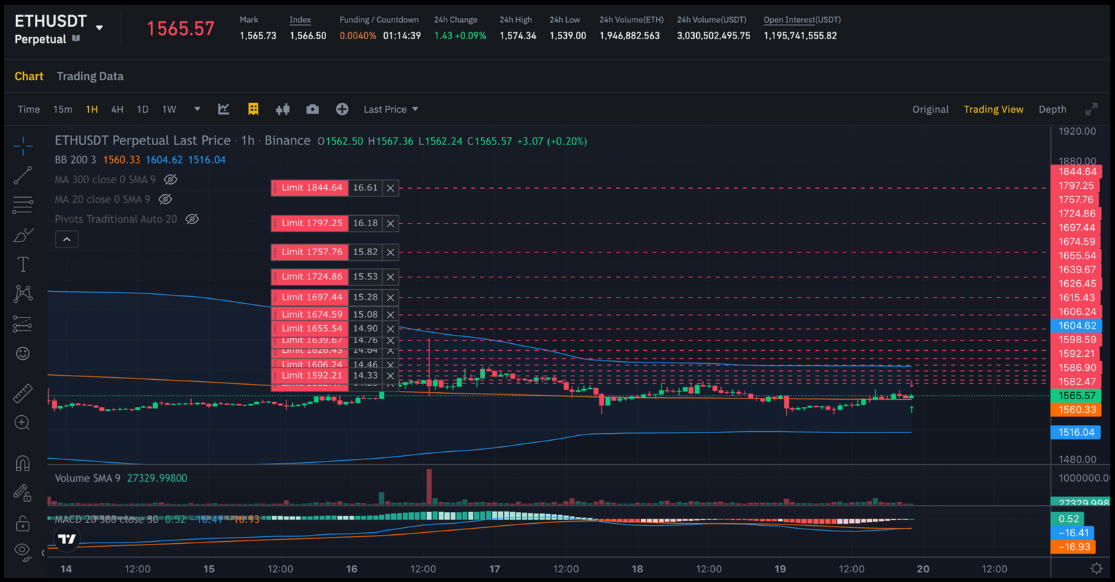 ETHUSDT
Perpetual
1565.57
Mark
1,565.73
Index
1,566.50
Funding / Countdown
0.0040% 01:14:39
24h Change
1.43 +0.09%
24h High
1,574.34
24h Low
1,539.00
24h Volume(ETH)
1,946,882.563
24h Volume(USDT)
3,030,502,495.75
Open Interest(USDT)
1,195,741,555.82
Chart Trading Data
Time 15m 1H 4H 1D 1W Last Price Original Trading View Depth
ETHUSDT Perpetual Last Price · 1h · Binance O1562.50 H1567.36 L1562.24 C1565.57 +3.07 (+0.20%)
BB 200 3 1560.33 1604.62 1516.04
MA 300 close 0 SMA 9
MA 20 close 0 SMA 9
Pivots Traditional Auto 20
Limit 1844.64 16.61
Limit 1797.25 16.18
Limit 1757.76 15.82
Limit 1724.86 15.53
Limit 1697.44 15.28
Limit 1674.59 15.08
Limit 1655.54 14.90
Limit 1639.67 14.76
Limit 1626.45 14.64
Limit 1606.24 14.46
Limit 1592.21 14.33
1920.00
1880.00
1844.64
1797.25
1757.76
1724.86
1697.44
1674.59
1655.54
1639.67
1626.45
1615.43
1606.24
1604.62
1598.59
1592.21
1586.90
1582.47
1565.57
1560.33
1516.04
1480.00
Volume SMA 9 27329.99800
1000000.0
27329.998
MACD 20 300 close 50 0.52 −16.41 −16.93
0.52
−16.41
−16.93
14 12:00 15 12:00 16 12:00 17 12:00 18 12:00 19 12:00 20 12:00